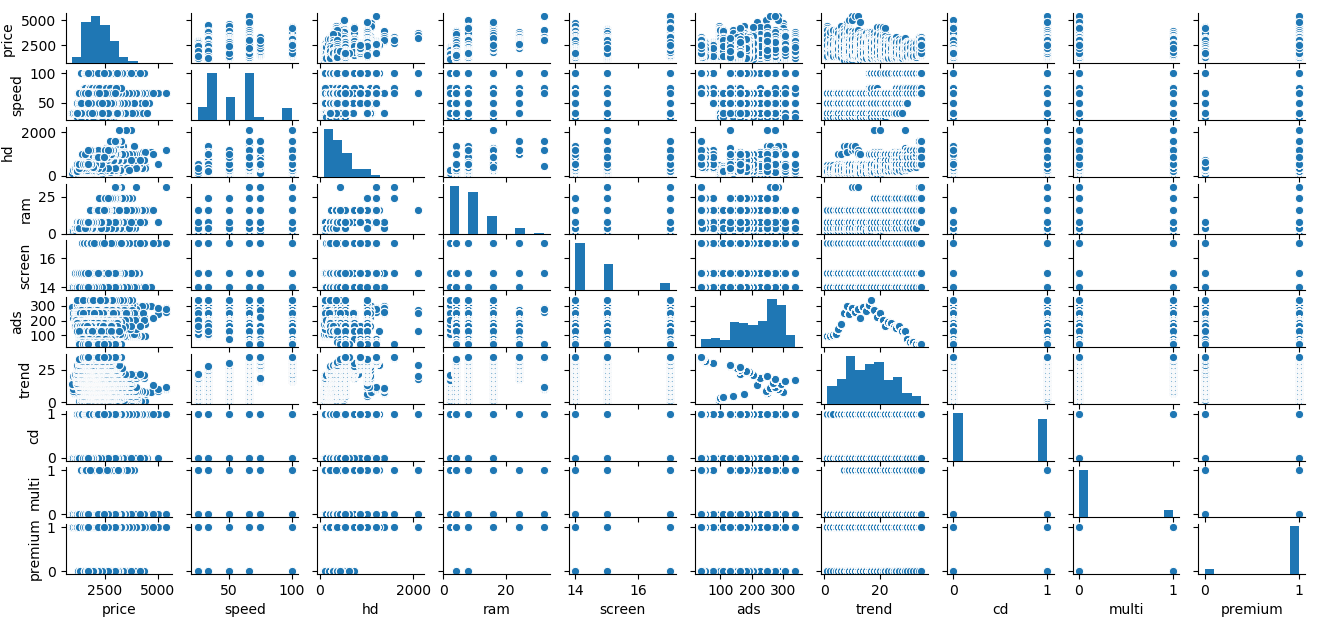 price
5000
2500
speed
100
50
hd
2000
0
ram
25
screen
16
14
ads
300
200
100
trend
25
0
cd
1
0
multi
1
0
premium
1
0
2500 5000 50 100 0 2000 0 20 14 16 100 200 300 0 20 0 1 0 1 0 1
price speed hd ram screen ads trend cd multi premium